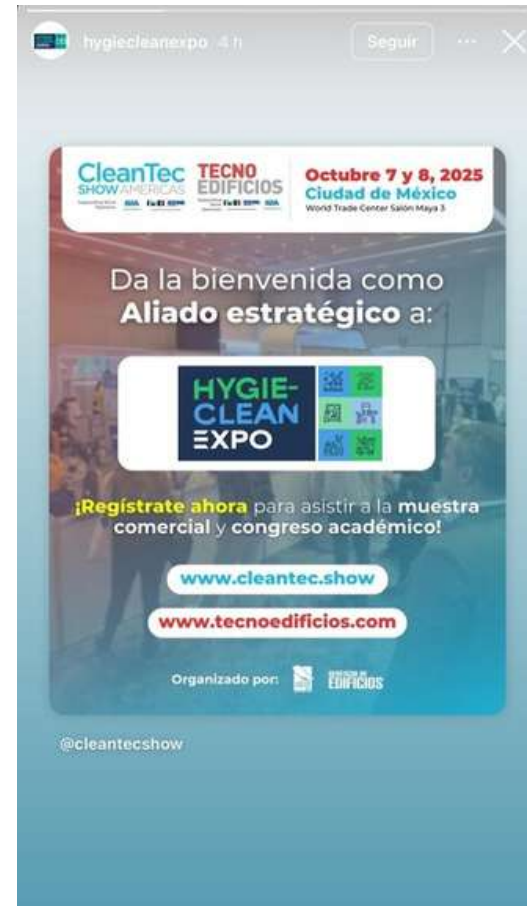 hygiecleanexpo 4 h
Seguir
CleanTec
SHOW AMERICAS
TECNO
EDIFICIOS
Octubre 7 y 8, 2025
Ciudad de México
World Trade Center Salón Maya 3
Da la bienvenida como
Aliado estratégico a:
HYGIE-
CLEAN
EXPO
¡Regístrate ahora para asistir a la muestra
comercial y congreso académico!
www.cleantec.show
www.tecnoedificios.com
Organizado por:
EDIFICIOS
@cleantecshow